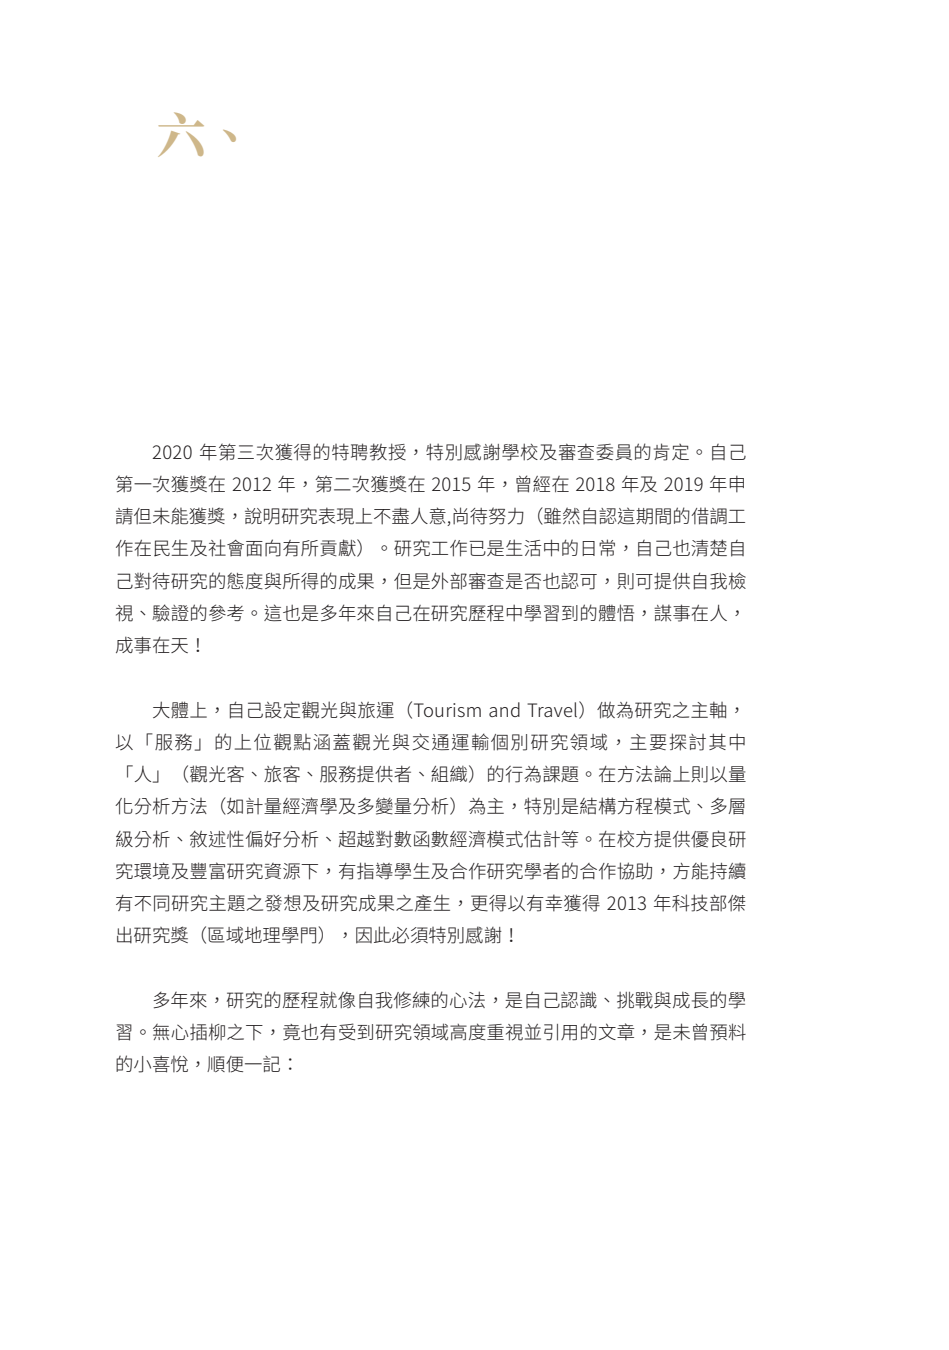 六、
2020 年第三次獲得的特聘教授，特別感謝學校及審查委員的肯定。自己
第一次獲獎在 2012 年，第二次獲獎在 2015 年，曾經在 2018 年及 2019 年申
請但未能獲獎，說明研究表現上不盡人意,尚待努力（雖然自認這期間的借調工
作在民生及社會面向有所貢獻）。研究工作已是生活中的日常，自己也清楚自
己對待研究的態度與所得的成果，但是外部審查是否也認可，則可提供自我檢
視、驗證的參考。這也是多年來自己在研究歷程中學習到的體悟，謀事在人，
成事在天！
大體上，自己設定觀光與旅運（Tourism and Travel）做為研究之主軸，
以「服務」的上位觀點涵蓋觀光與交通運輸個別研究領域，主要探討其中
「人」（觀光客、旅客、服務提供者、組織）的行為課題。在方法論上則以量
化分析方法（如計量經濟學及多變量分析）為主，特別是結構方程模式、多層
級分析、敘述性偏好分析、超越對數函數經濟模式估計等。在校方提供優良研
究環境及豐富研究資源下，有指導學生及合作研究學者的合作協助，方能持續
有不同研究主題之發想及研究成果之產生，更得以有幸獲得 2013 年科技部傑
出研究獎（區域地理學門），因此必須特別感謝！
多年來，研究的歷程就像自我修練的心法，是自己認識、挑戰與成長的學
習。無心插柳之下，竟也有受到研究領域高度重視並引用的文章，是未曾預料
的小喜悅，順便一記：